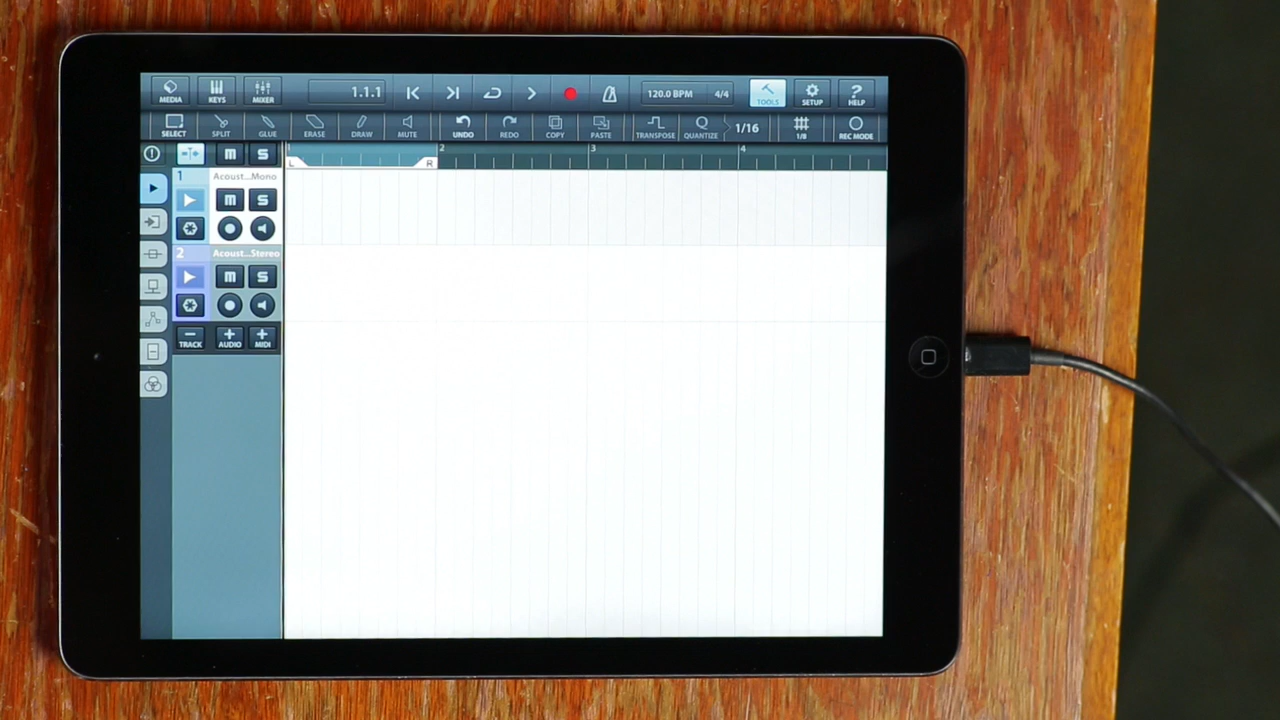 MEDIA KEYS MIXER 1.1.1 120.0 BPM 4/4 TOOLS SETUP HELP
SELECT SPLIT GLUE ERASE DRAW MUTE UNDO REDO COPY PASTE TRANSPOSE QUANTIZE 1/16 1/8 REC MODE
m S 2 3 4
L R
1 Acoust...Mono
m S
2 Acoust...Stereo
m S
TRACK AUDIO MIDI